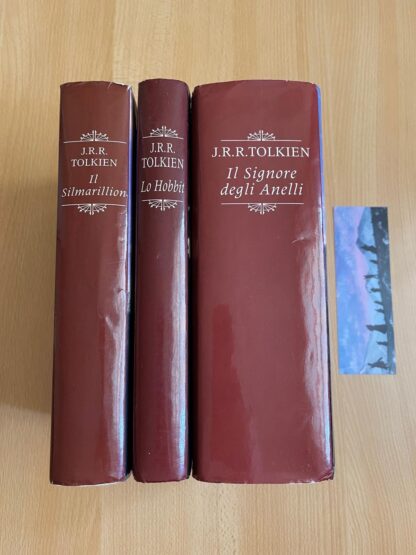 J.R.R.
TOLKIEN
Il
Silmarillion
J.R.R.
TOLKIEN
Lo Hobbit
J.R.R.TOLKIEN
Il Signore
degli Anelli